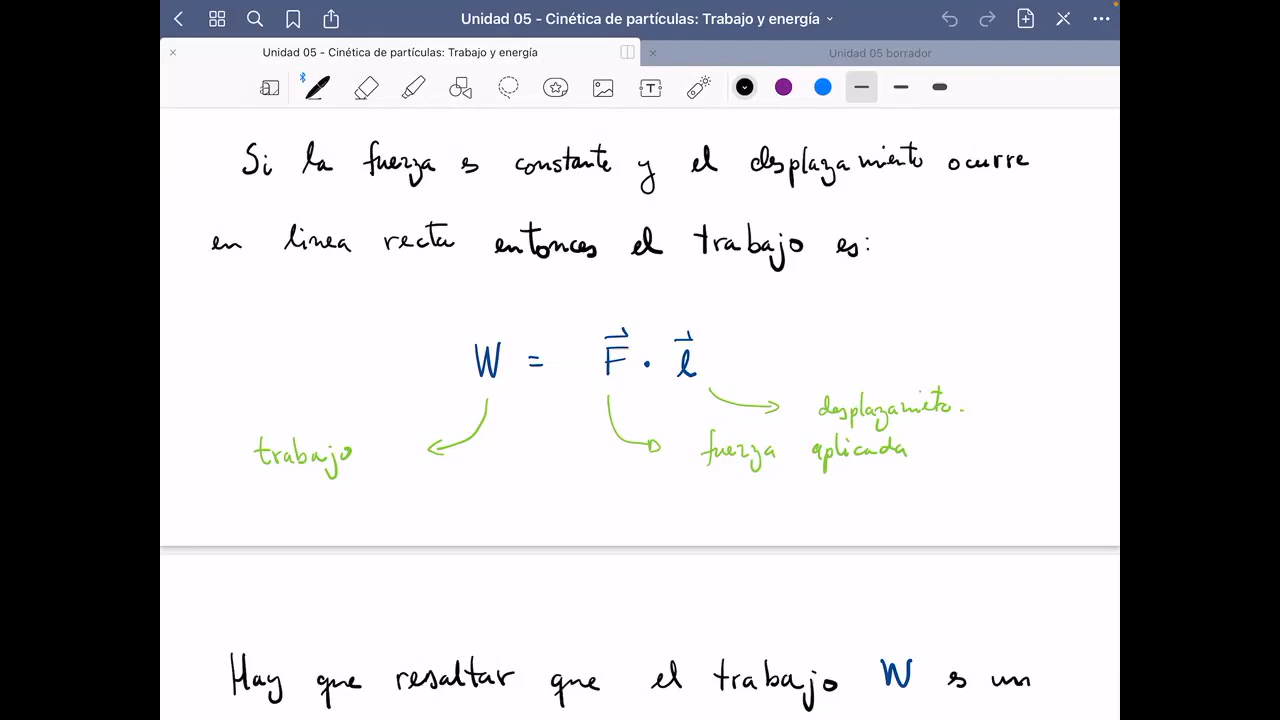 Unidad 05 - Cinética de partículas: Trabajo y energía
Unidad 05 - Cinética de partículas: Trabajo y energía
Unidad 05 borrador
Si la fuerza es constante y el desplazamiento ocurre
en linea recta entonces el trabajo es:
W = F⃗ · ℓ⃗
desplazamieto.
trabajo
fuerza aplicada
Hay que resaltar que el trabajo W es un